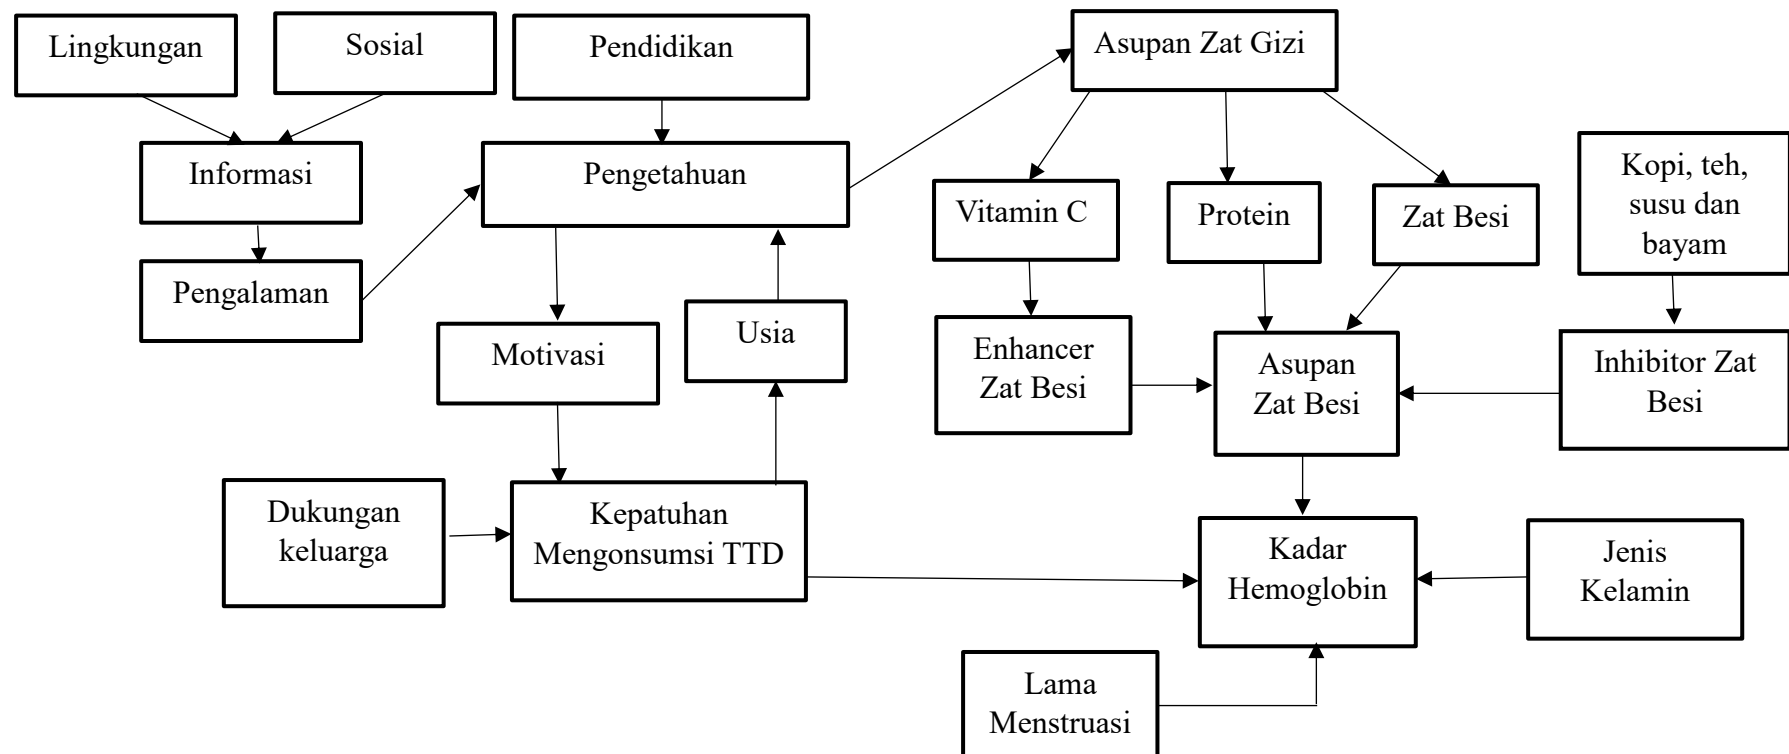 Lingkungan
Sosial
Pendidikan
Asupan Zat Gizi
Informasi
Pengetahuan
Vitamin C
Protein
Zat Besi
Kopi, teh,
susu dan
bayam
Pengalaman
Motivasi
Usia
Enhancer
Zat Besi
Asupan
Zat Besi
Inhibitor Zat
Besi
Dukungan
keluarga
Kepatuhan
Mengonsumsi TTD
Kadar
Hemoglobin
Jenis
Kelamin
Lama
Menstruasi